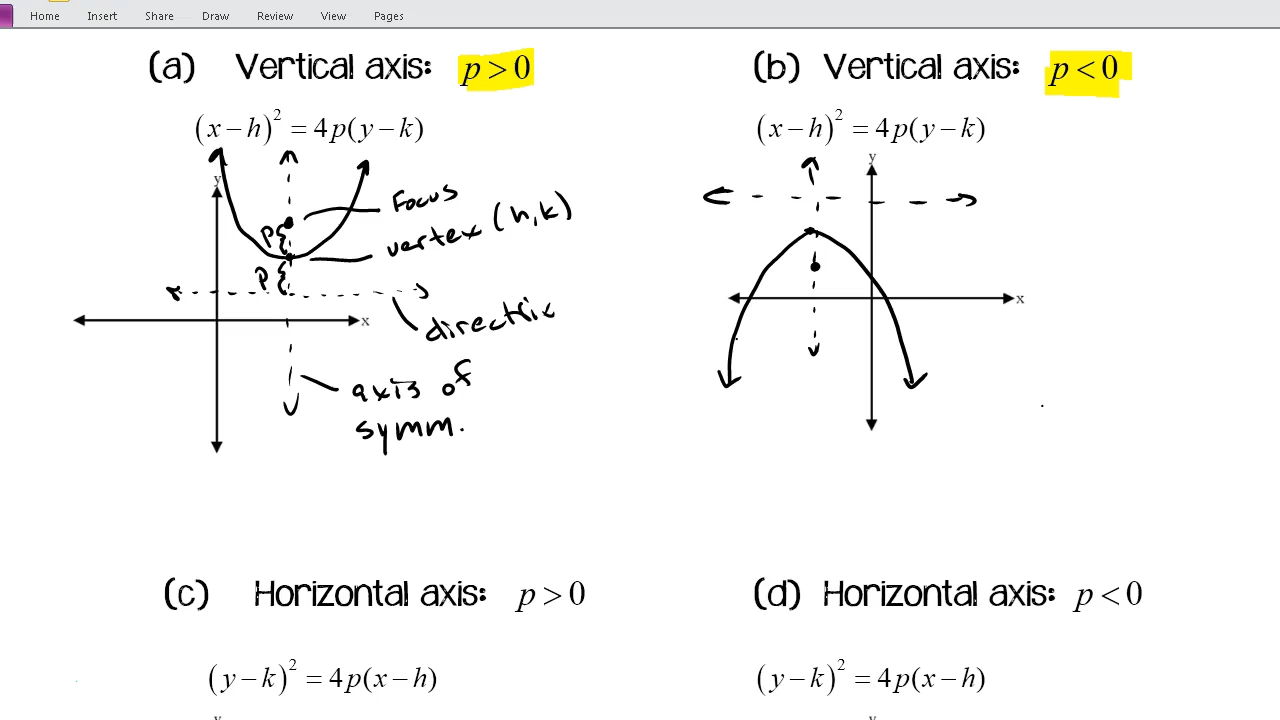 Home Insert Share Draw Review View Pages
(a) Vertical axis: p > 0
(x − h)² = 4p(y − k)
y
Focus
vertex (h, k)
P
P
directrix
x
axis of
symm.
(b) Vertical axis: p < 0
(x − h)² = 4p(y − k)
y
x
(c) Horizontal axis: p > 0
(y − k)² = 4p(x − h)
y
(d) Horizontal axis: p < 0
(y − k)² = 4p(x − h)
y